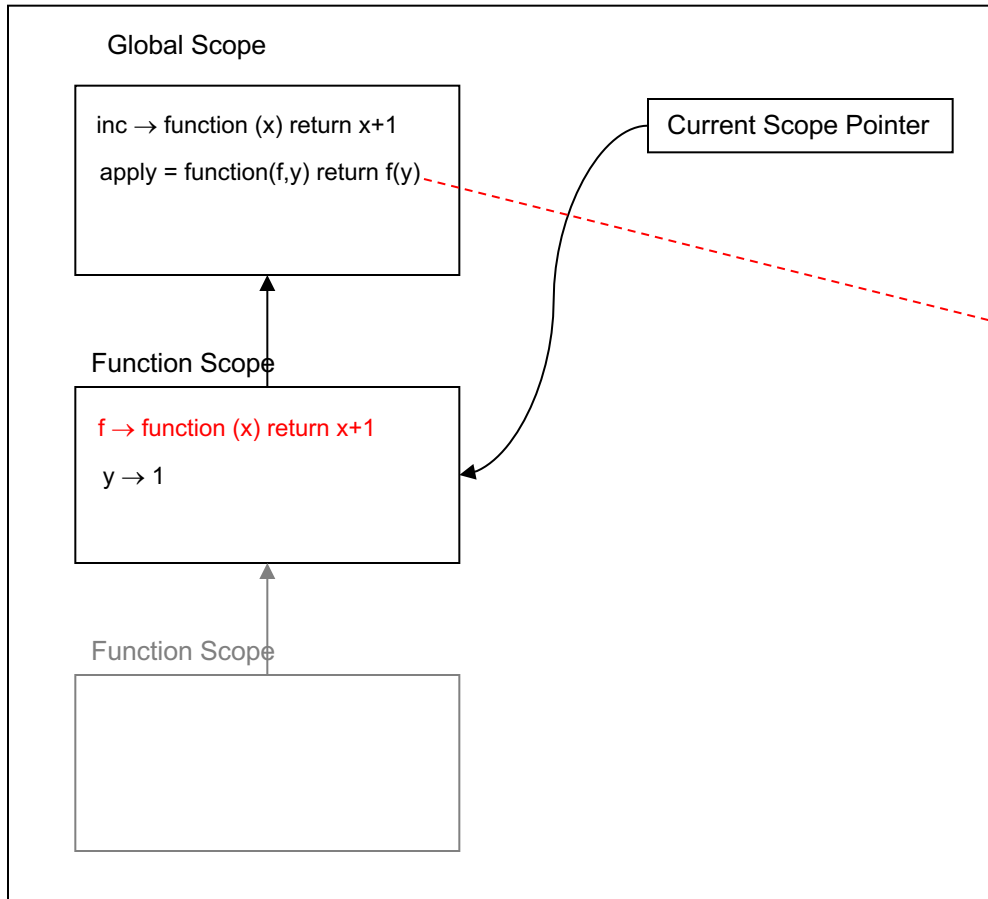 Global Scope
inc → function (x) return x+1
apply = function(f,y) return f(y)
Current Scope Pointer
Function Scope
f → function (x) return x+1
y → 1
Function Scope